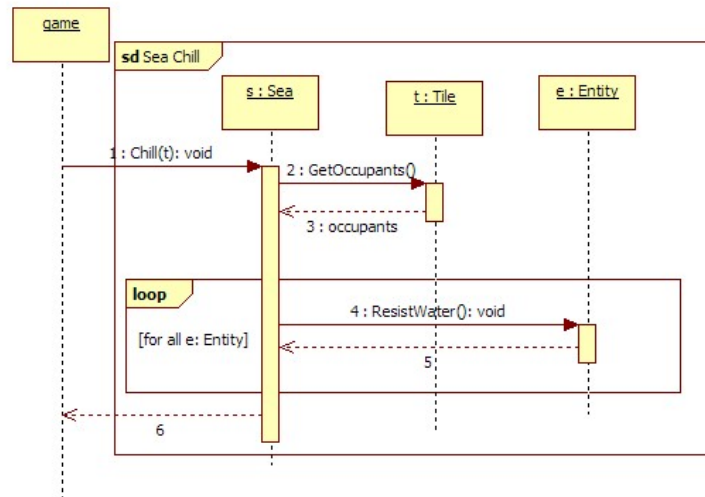 game
sd Sea Chill
s : Sea
t : Tile
e : Entity
1 : Chill(t): void
2 : GetOccupants()
3 : occupants
loop
4 : ResistWater(): void
[for all e: Entity]
5
6